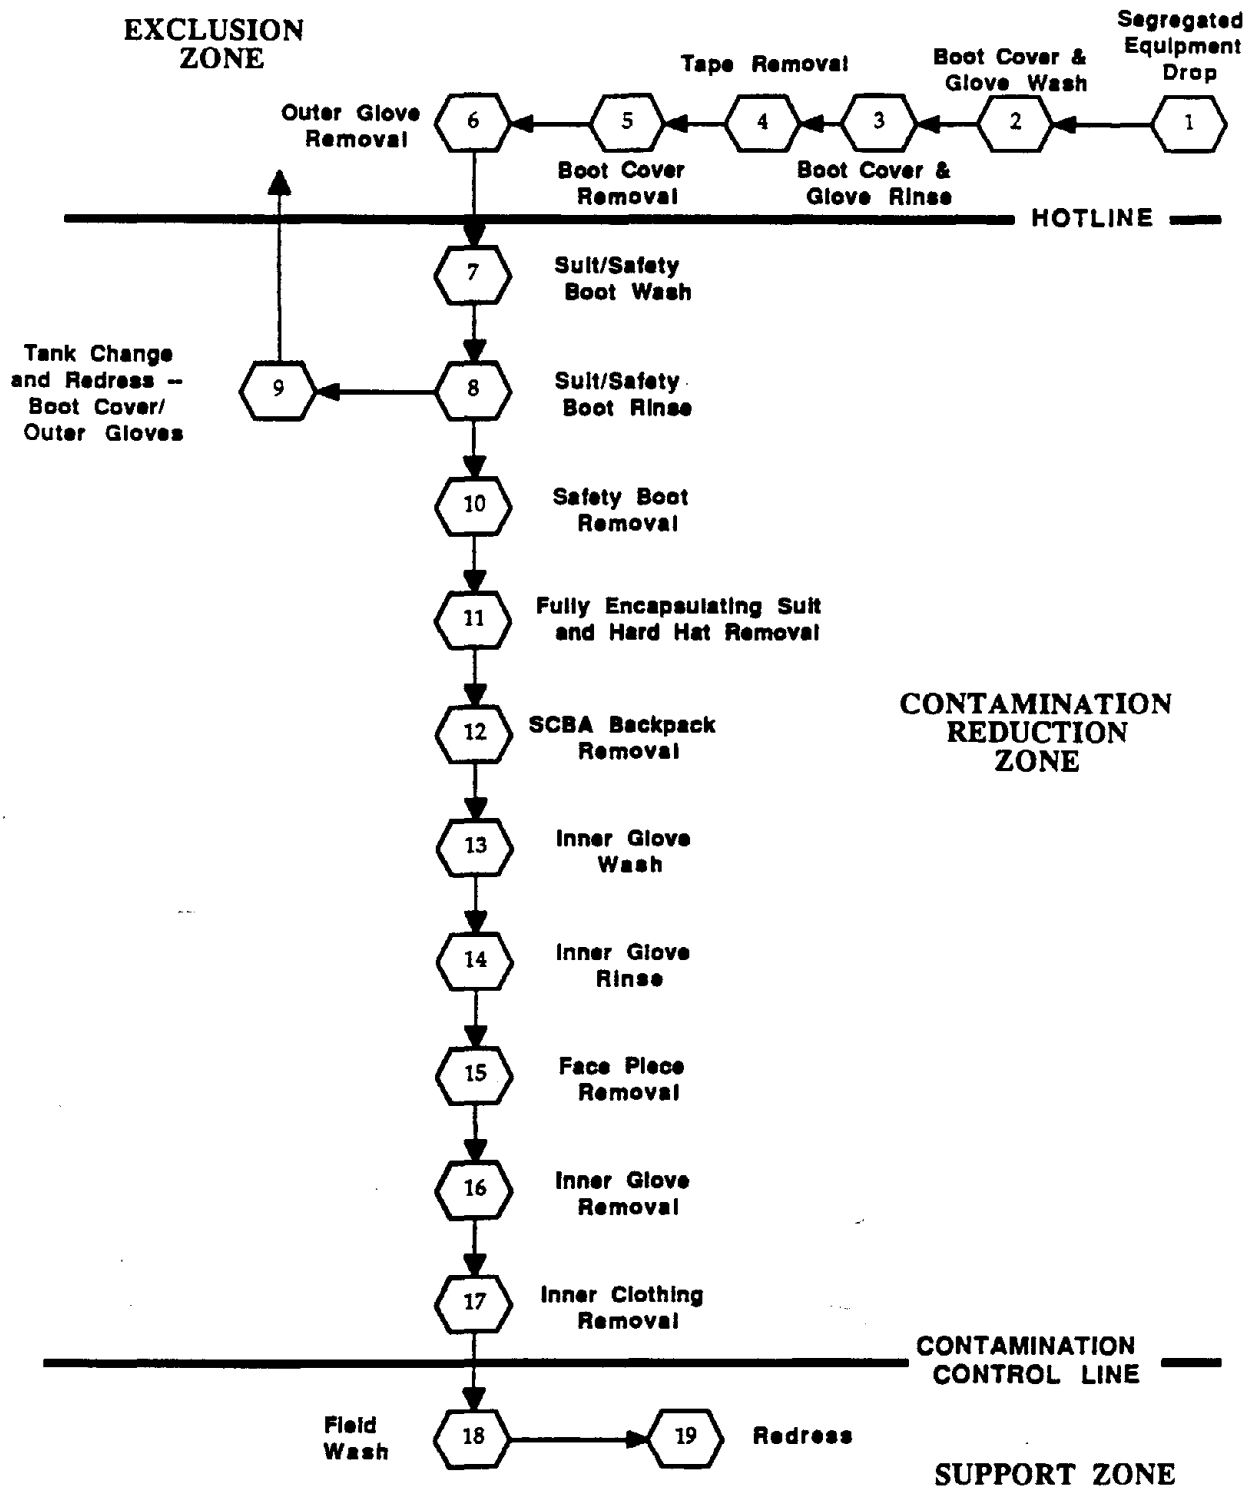 EXCLUSION
ZONE
Segregated
Equipment
Drop
Boot Cover &
Glove Wash
Tape Removal
Outer Glove
Removal
6
5
4
3
2
1
Boot Cover
Removal
Boot Cover &
Glove Rinse
HOTLINE
7
Suit/Safety
Boot Wash
Tank Change
and Redress --
Boot Cover/
Outer Gloves
9
8
Suit/Safety
Boot Rinse
10
Safety Boot
Removal
11
Fully Encapsulating Suit
and Hard Hat Removal
12
SCBA Backpack
Removal
CONTAMINATION
REDUCTION
ZONE
13
Inner Glove
Wash
14
Inner Glove
Rinse
15
Face Piece
Removal
16
Inner Glove
Removal
17
Inner Clothing
Removal
CONTAMINATION
CONTROL LINE
Field
Wash
18
19
Redress
SUPPORT ZONE